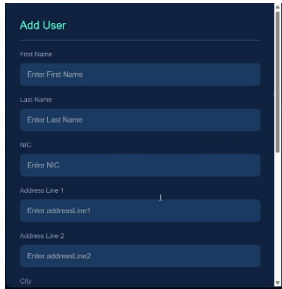 Add User
First Name
Enter First Name
Last Name
Enter Last Name
NIC
Enter NIC
Address Line 1
Enter addressLine1
Address Line 2
Enter addressLine2
City